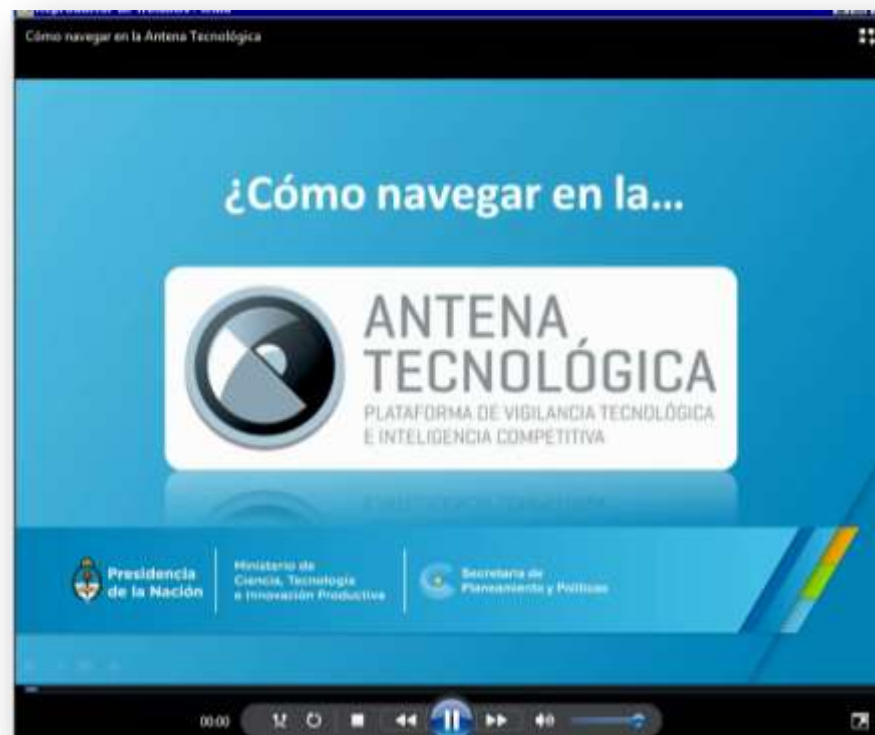 Cómo navegar en la Antena Tecnológica
¿Cómo navegar en la...
ANTENA
TECNOLÓGICA
PLATAFORMA DE VIGILANCIA TECNOLÓGICA
E INTELIGENCIA COMPETITIVA
Presidencia
de la Nación
Ministerio de
Ciencia, Tecnología
e Innovación Productiva
Secretaría de
Planeamiento y Políticas
00:00